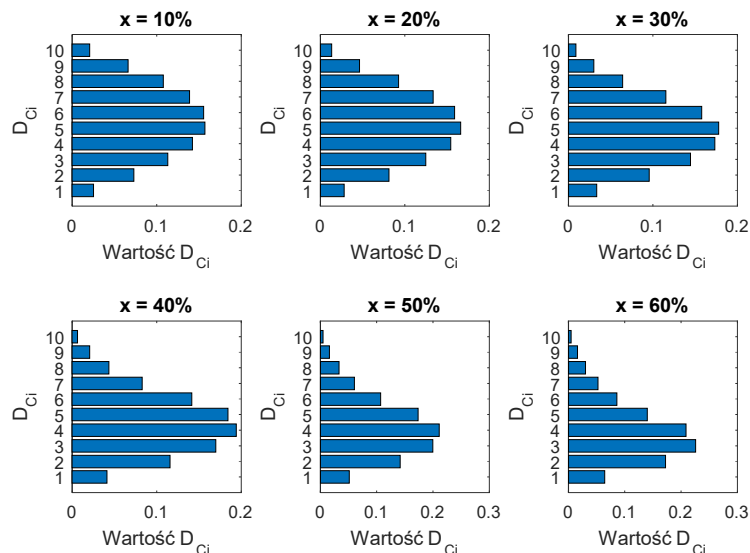 x = 10%
10
9
8
7
6
5
4
3
2
1
D_Ci
0 0.1 0.2
Wartość D_Ci
x = 20%
10
9
8
7
6
5
4
3
2
1
D_Ci
0 0.1 0.2
Wartość D_Ci
x = 30%
10
9
8
7
6
5
4
3
2
1
D_Ci
0 0.1 0.2
Wartość D_Ci
x = 40%
10
9
8
7
6
5
4
3
2
1
D_Ci
0 0.1 0.2
Wartość D_Ci
x = 50%
10
9
8
7
6
5
4
3
2
1
D_Ci
0 0.1 0.2 0.3
Wartość D_Ci
x = 60%
10
9
8
7
6
5
4
3
2
1
D_Ci
0 0.1 0.2 0.3
Wartość D_Ci